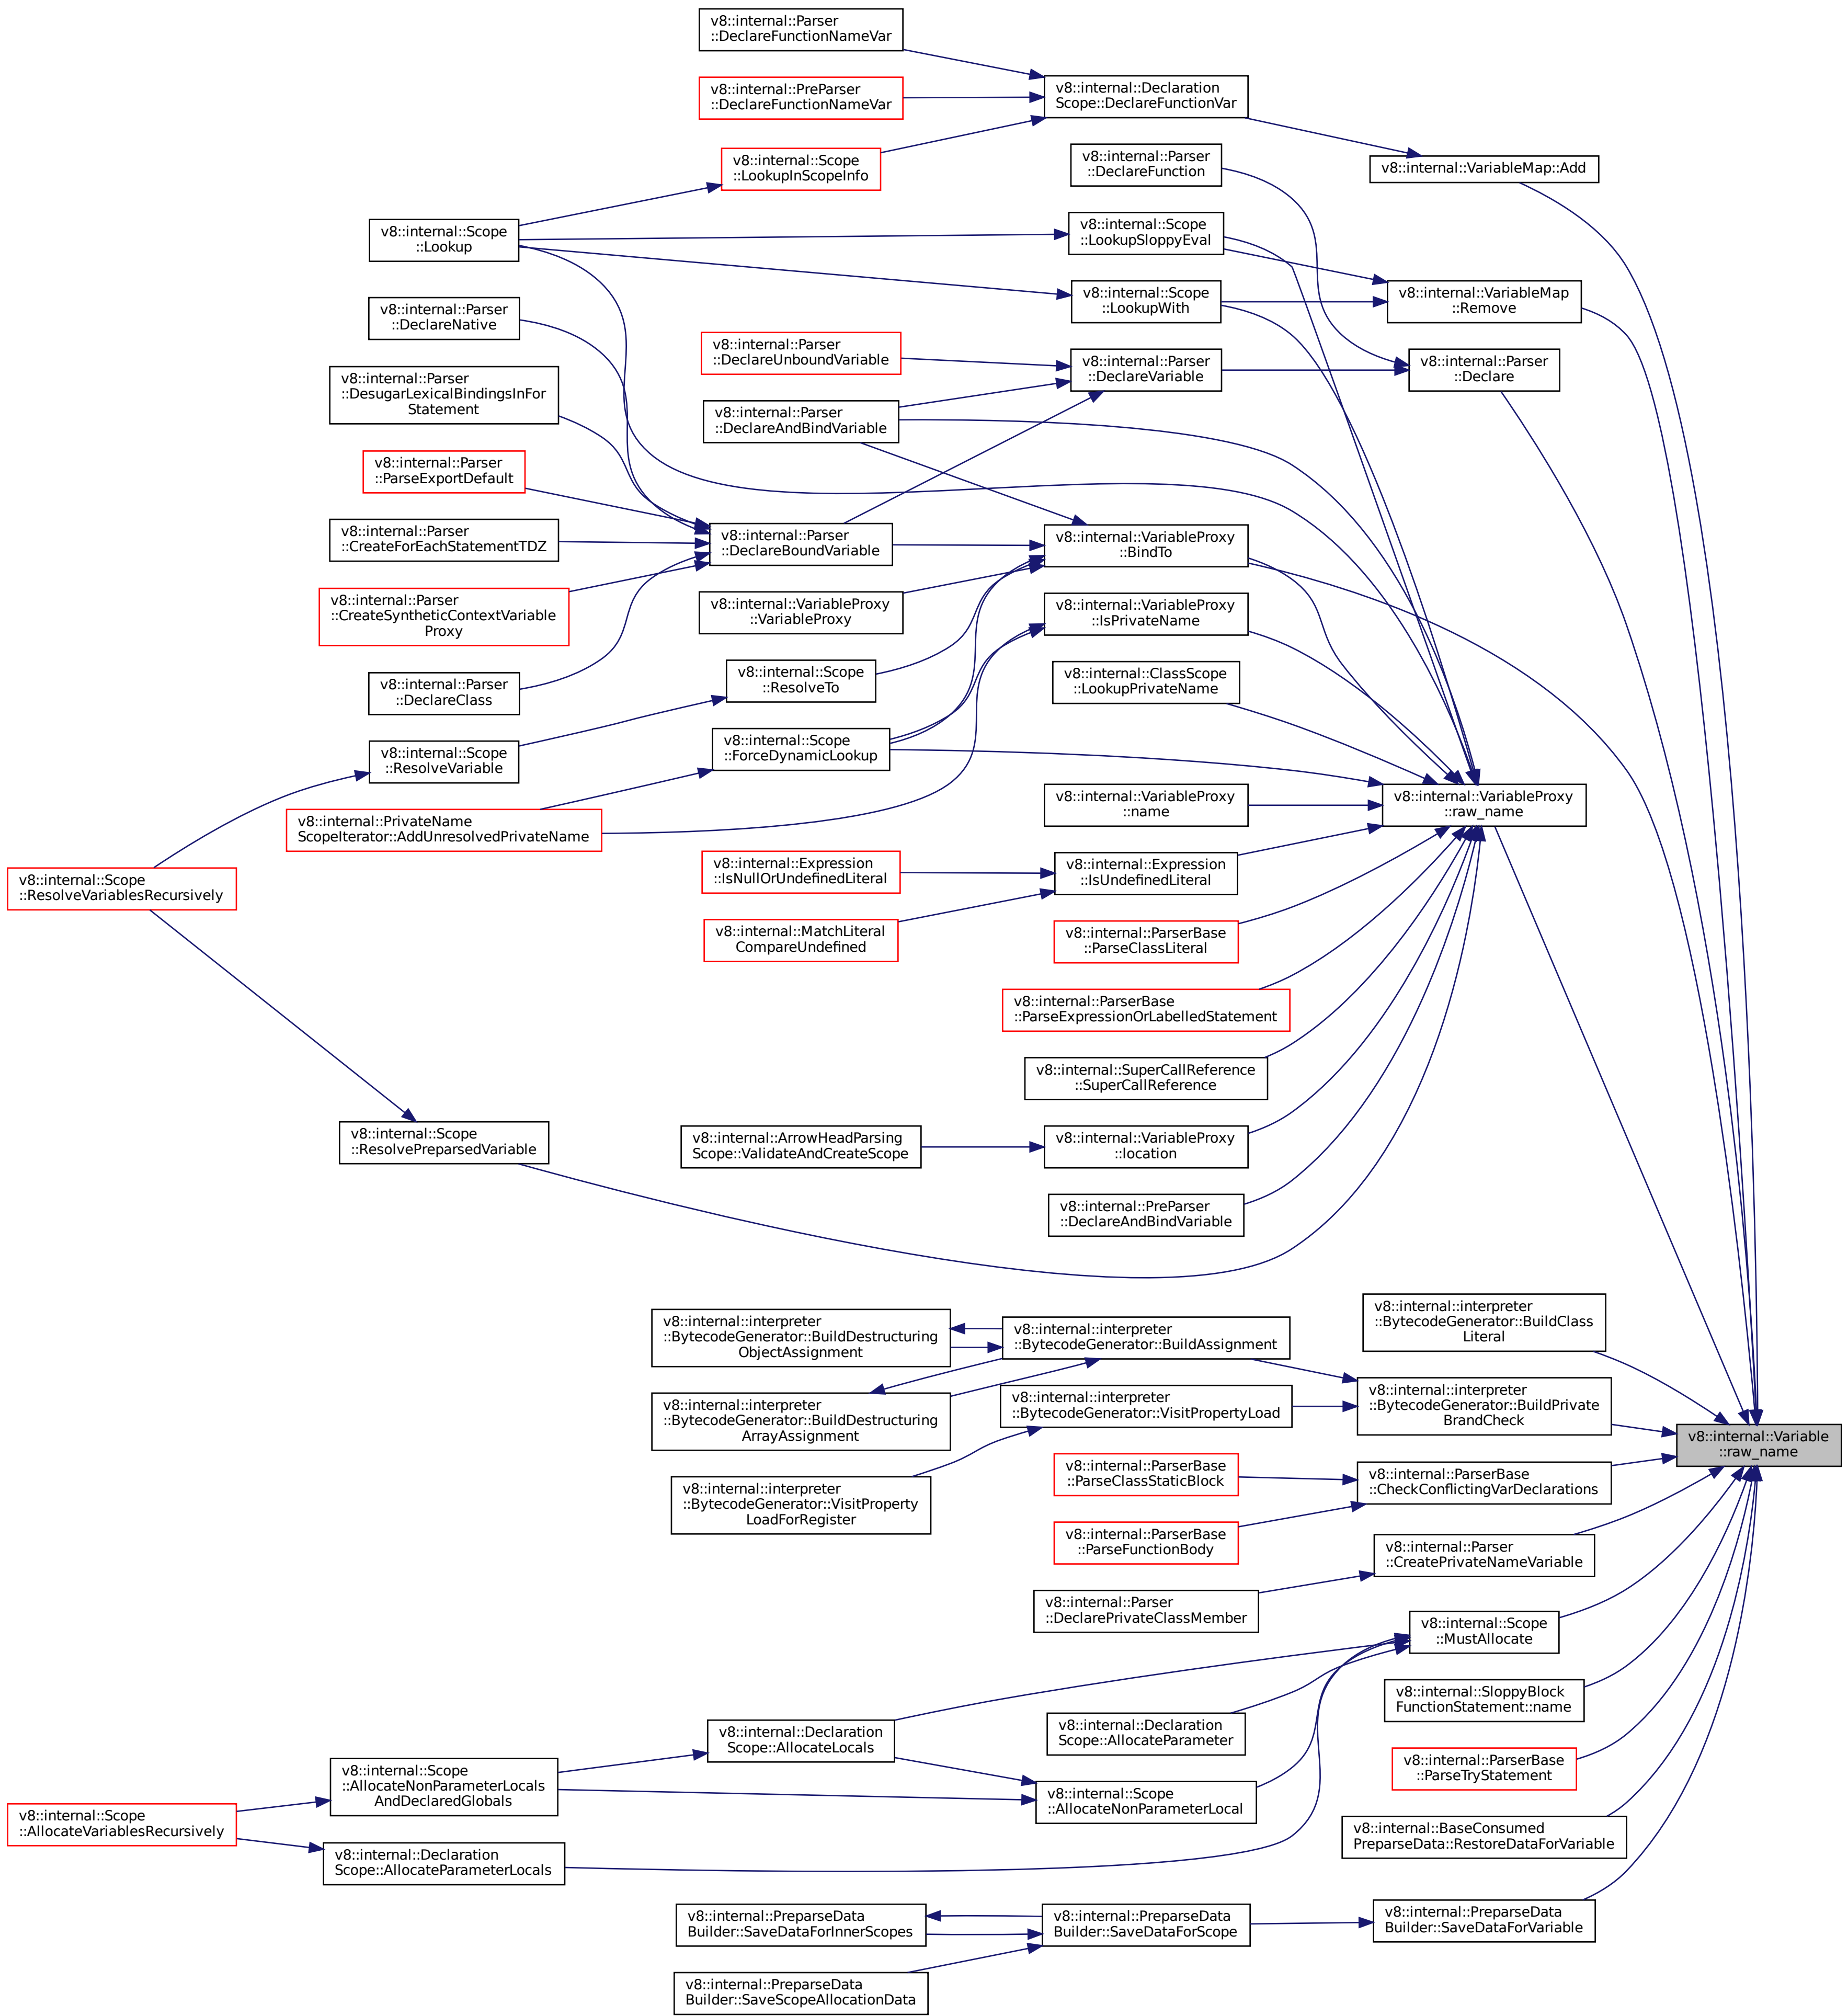 v8::internal::Parser
::DeclareFunctionNameVar
v8::internal::PreParser
::DeclareFunctionNameVar
v8::internal::Declaration
Scope::DeclareFunctionVar
v8::internal::Scope
::LookupInScopeInfo
v8::internal::Parser
::DeclareFunction
v8::internal::VariableMap::Add
v8::internal::Scope
::Lookup
v8::internal::Scope
::LookupSloppyEval
v8::internal::Parser
::DeclareNative
v8::internal::Scope
::LookupWith
v8::internal::VariableMap
::Remove
v8::internal::Parser
::DeclareUnboundVariable
v8::internal::Parser
::DeclareVariable
v8::internal::Parser
::Declare
v8::internal::Parser
::DesugarLexicalBindingsInFor
Statement
v8::internal::Parser
::DeclareAndBindVariable
v8::internal::Parser
::ParseExportDefault
v8::internal::Parser
::CreateForEachStatementTDZ
v8::internal::Parser
::DeclareBoundVariable
v8::internal::VariableProxy
::BindTo
v8::internal::Parser
::CreateSyntheticContextVariable
Proxy
v8::internal::VariableProxy
::VariableProxy
v8::internal::VariableProxy
::IsPrivateName
v8::internal::Parser
::DeclareClass
v8::internal::Scope
::ResolveTo
v8::internal::ClassScope
::LookupPrivateName
v8::internal::Scope
::ResolveVariable
v8::internal::Scope
::ForceDynamicLookup
v8::internal::PrivateName
ScopeIterator::AddUnresolvedPrivateName
v8::internal::VariableProxy
::name
v8::internal::VariableProxy
::raw_name
v8::internal::Scope
::ResolveVariablesRecursively
v8::internal::Expression
::IsNullOrUndefinedLiteral
v8::internal::Expression
::IsUndefinedLiteral
v8::internal::MatchLiteral
CompareUndefined
v8::internal::ParserBase
::ParseClassLiteral
v8::internal::ParserBase
::ParseExpressionOrLabelledStatement
v8::internal::SuperCallReference
::SuperCallReference
v8::internal::Scope
::ResolvePreparsedVariable
v8::internal::ArrowHeadParsing
Scope::ValidateAndCreateScope
v8::internal::VariableProxy
::location
v8::internal::PreParser
::DeclareAndBindVariable
v8::internal::interpreter
::BytecodeGenerator::BuildDestructuring
ObjectAssignment
v8::internal::interpreter
::BytecodeGenerator::BuildAssignment
v8::internal::interpreter
::BytecodeGenerator::BuildClass
Literal
v8::internal::interpreter
::BytecodeGenerator::BuildDestructuring
ArrayAssignment
v8::internal::interpreter
::BytecodeGenerator::VisitPropertyLoad
v8::internal::interpreter
::BytecodeGenerator::BuildPrivate
BrandCheck
v8::internal::Variable
::raw_name
v8::internal::interpreter
::BytecodeGenerator::VisitProperty
LoadForRegister
v8::internal::ParserBase
::ParseClassStaticBlock
v8::internal::ParserBase
::CheckConflictingVarDeclarations
v8::internal::ParserBase
::ParseFunctionBody
v8::internal::Parser
::CreatePrivateNameVariable
v8::internal::Parser
::DeclarePrivateClassMember
v8::internal::Scope
::MustAllocate
v8::internal::SloppyBlock
FunctionStatement::name
v8::internal::Declaration
Scope::AllocateLocals
v8::internal::Declaration
Scope::AllocateParameter
v8::internal::ParserBase
::ParseTryStatement
v8::internal::Scope
::AllocateNonParameterLocals
AndDeclaredGlobals
v8::internal::Scope
::AllocateNonParameterLocal
v8::internal::Scope
::AllocateVariablesRecursively
v8::internal::BaseConsumed
PreparseData::RestoreDataForVariable
v8::internal::Declaration
Scope::AllocateParameterLocals
v8::internal::PreparseData
Builder::SaveDataForInnerScopes
v8::internal::PreparseData
Builder::SaveDataForScope
v8::internal::PreparseData
Builder::SaveDataForVariable
v8::internal::PreparseData
Builder::SaveScopeAllocationData